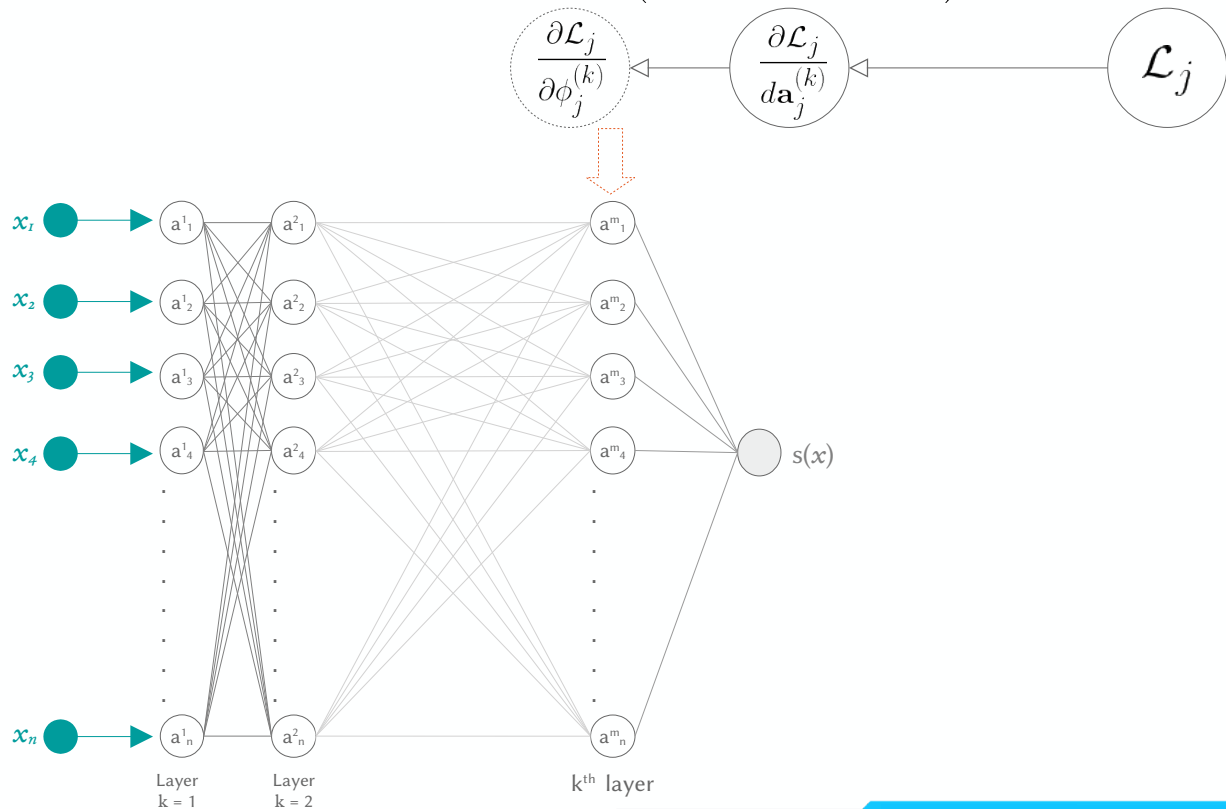 ∂ℒⱼ / ∂ϕⱼ⁽ᵏ⁾
∂ℒⱼ / d𝐚ⱼ⁽ᵏ⁾
ℒⱼ
x₁ a¹₁ a²₁ aᵐ₁
x₂ a¹₂ a²₂ aᵐ₂
x₃ a¹₃ a²₃ aᵐ₃
x₄ a¹₄ a²₄ aᵐ₄
s(x)
xₙ a¹ₙ a²ₙ aᵐₙ
Layer
k = 1
Layer
k = 2
kᵗʰ layer